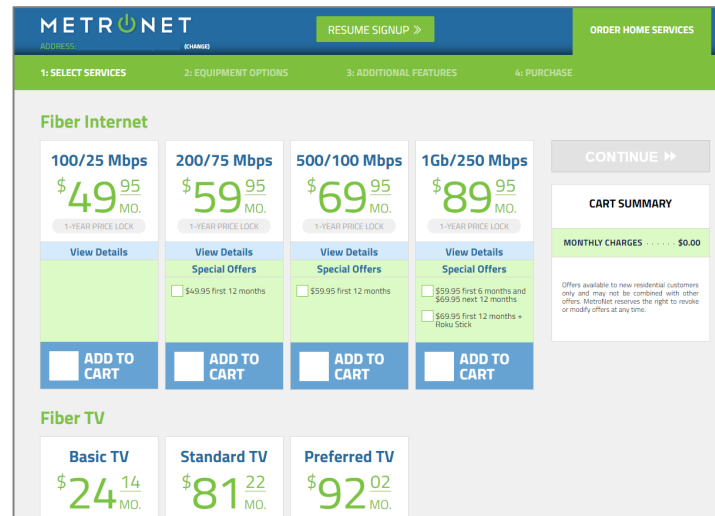 METRONET
RESUME SIGNUP »
ORDER HOME SERVICES
ADDRESS:
(CHANGE)
1: SELECT SERVICES
2: EQUIPMENT OPTIONS
3: ADDITIONAL FEATURES
4: PURCHASE
Fiber Internet
100/25 Mbps
$49.95 MO.
1-YEAR PRICE LOCK
View Details
ADD TO
CART
200/75 Mbps
$59.95 MO.
1-YEAR PRICE LOCK
View Details
Special Offers
$49.95 first 12 months
ADD TO
CART
500/100 Mbps
$69.95 MO.
1-YEAR PRICE LOCK
View Details
Special Offers
$59.95 first 12 months
ADD TO
CART
1Gb/250 Mbps
$89.95 MO.
1-YEAR PRICE LOCK
View Details
Special Offers
$59.95 first 6 months and
$69.95 next 12 months
$69.95 first 12 months +
Roku Stick
ADD TO
CART
CONTINUE
CART SUMMARY
MONTHLY CHARGES · · · · · · $0.00
Offers available to new residential customers
only and may not be combined with other
offers. MetroNet reserves the right to revoke
or modify offers at any time.
Fiber TV
Basic TV
$24.14 MO.
Standard TV
$81.22 MO.
Preferred TV
$92.02 MO.